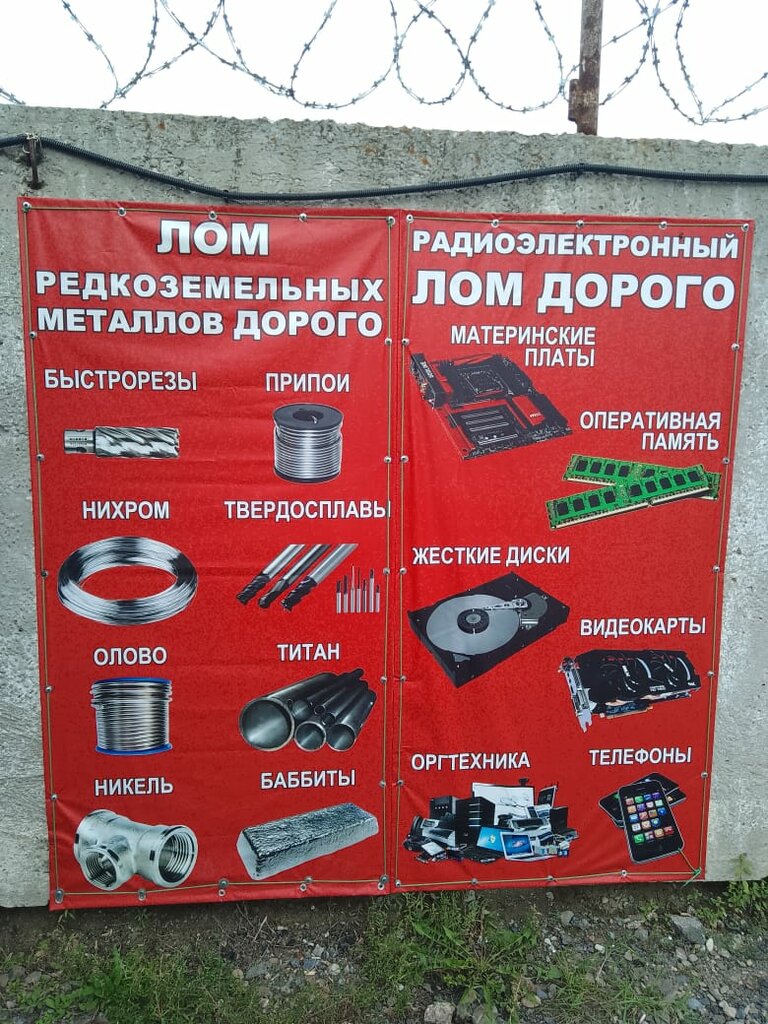 ЛОМ
РЕДКОЗЕМЕЛЬНЫХ
МЕТАЛЛОВ ДОРОГО
БЫСТРОРЕЗЫ
ПРИПОИ
НИХРОМ
ТВЕРДОСПЛАВЫ
ОЛОВО
ТИТАН
НИКЕЛЬ
БАББИТЫ
РАДИОЭЛЕКТРОННЫЙ
ЛОМ ДОРОГО
МАТЕРИНСКИЕ
ПЛАТЫ
ОПЕРАТИВНАЯ
ПАМЯТЬ
ЖЕСТКИЕ ДИСКИ
ВИДЕОКАРТЫ
ОРГТЕХНИКА
ТЕЛЕФОНЫ